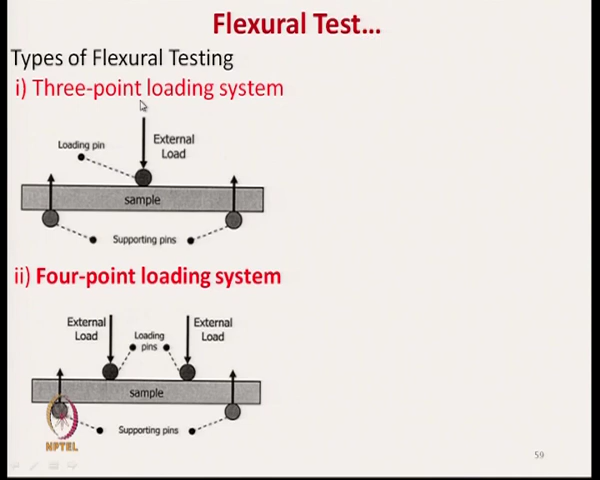 Flexural Test...
Types of Flexural Testing
i) Three-point loading system
Loading pin
External
Load
sample
Supporting pins
ii) Four-point loading system
External
Load
Loading
pins
External
Load
sample
Supporting pins
NPTEL
59